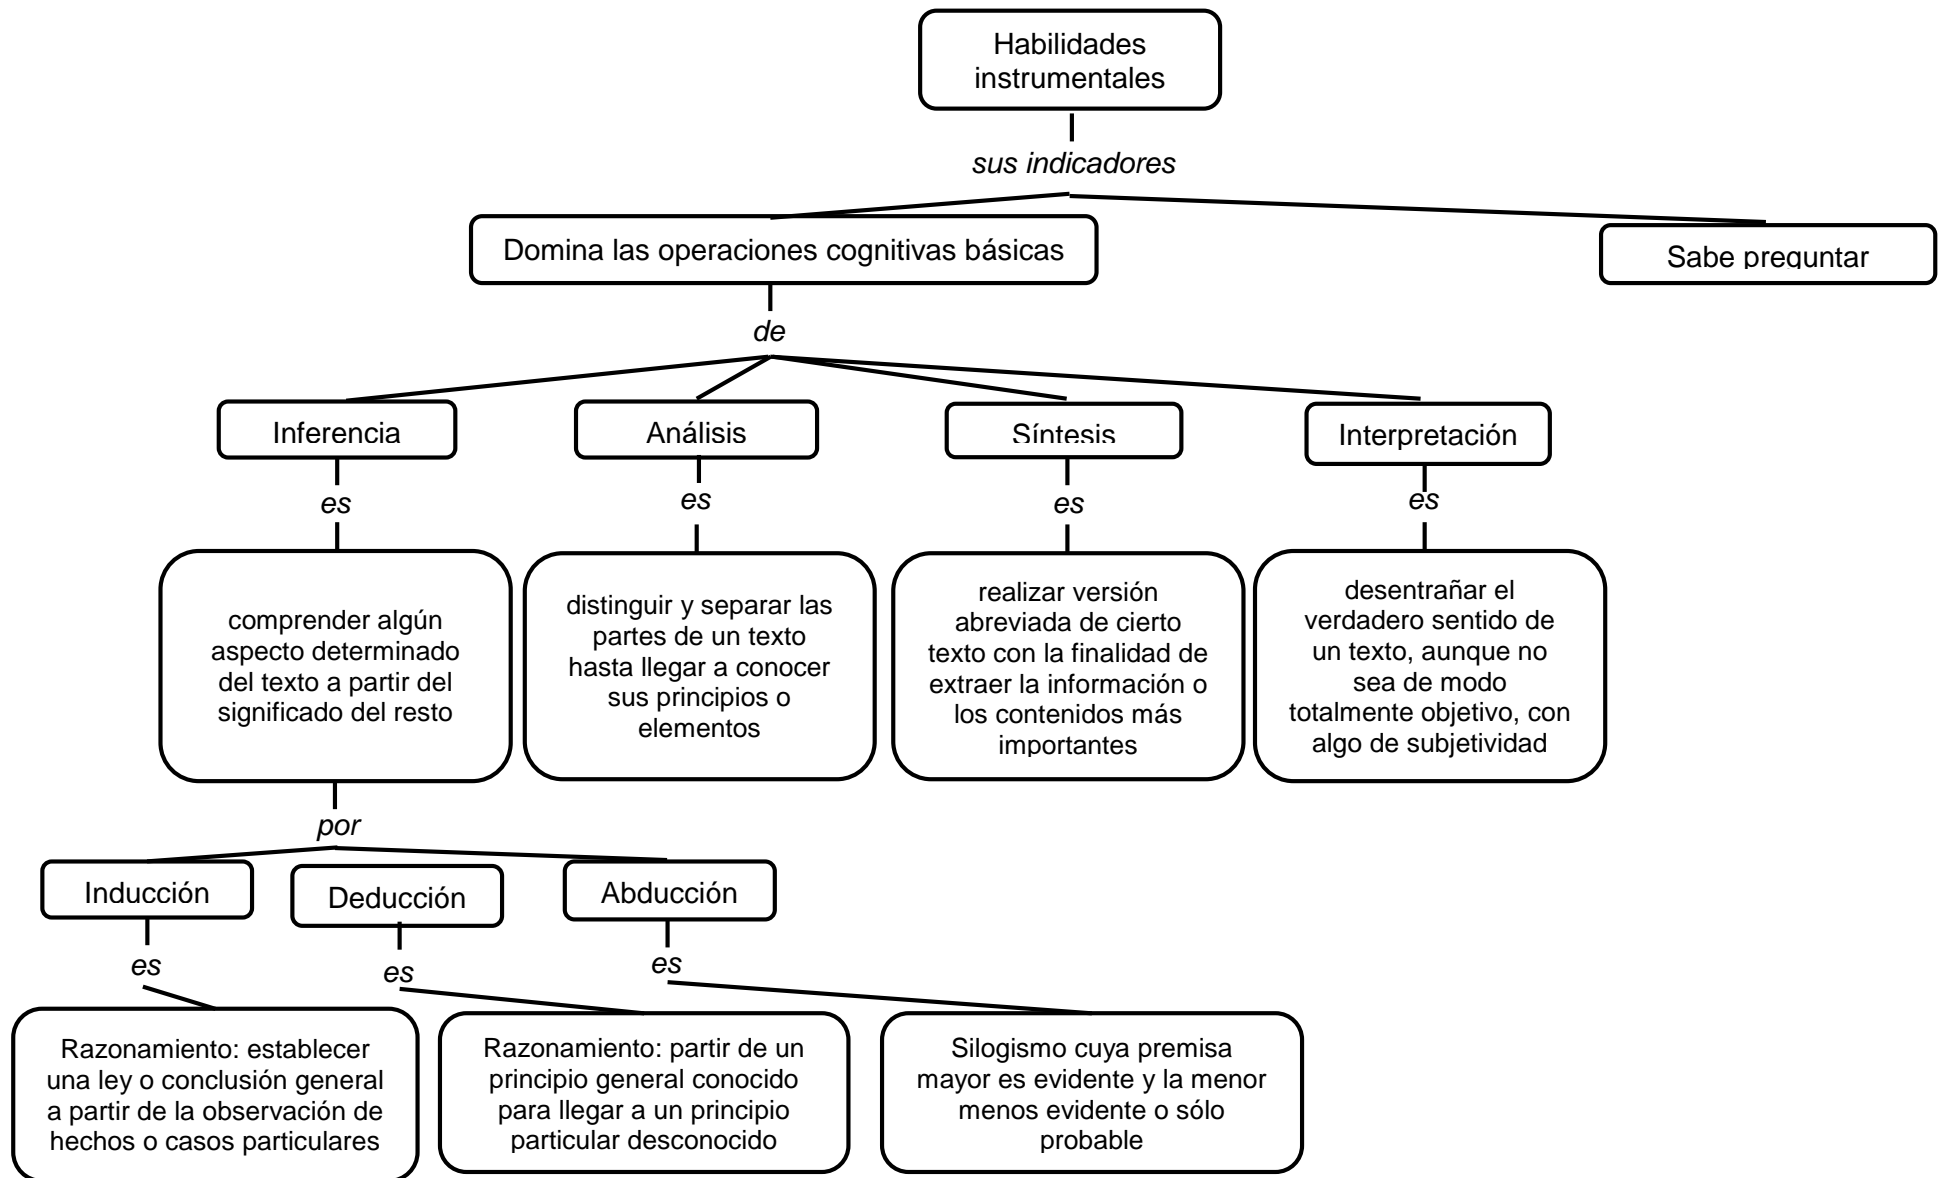 Habilidades
instrumentales
sus indicadores
Domina las operaciones cognitivas básicas
Sabe preguntar
de
Inferencia
Análisis
Síntesis
Interpretación
es
es
es
es
comprender algún
aspecto determinado
del texto a partir del
significado del resto
distinguir y separar las
partes de un texto
hasta llegar a conocer
sus principios o
elementos
realizar versión
abreviada de cierto
texto con la finalidad de
extraer la información o
los contenidos más
importantes
desentrañar el
verdadero sentido de
un texto, aunque no
sea de modo
totalmente objetivo, con
algo de subjetividad
por
Inducción
Deducción
Abducción
es
es
es
Razonamiento: establecer
una ley o conclusión general
a partir de la observación de
hechos o casos particulares
Razonamiento: partir de un
principio general conocido
para llegar a un principio
particular desconocido
Silogismo cuya premisa
mayor es evidente y la menor
menos evidente o sólo
probable